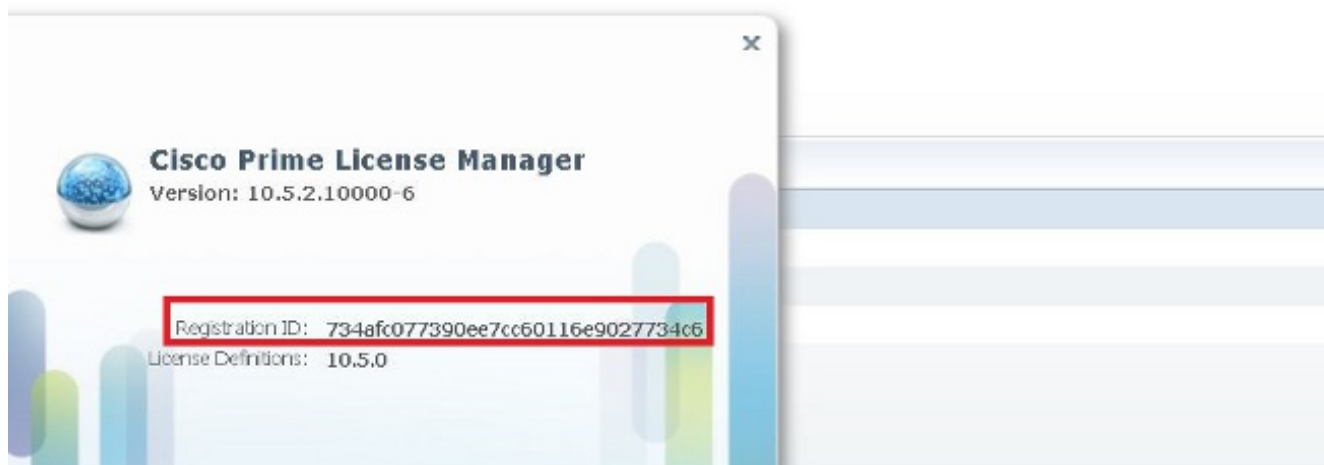 x
Cisco Prime License Manager
Version: 10.5.2.10000-6
Registration ID: 734afc077390ee7cc60116e9027734c6
License Definitions: 10.5.0